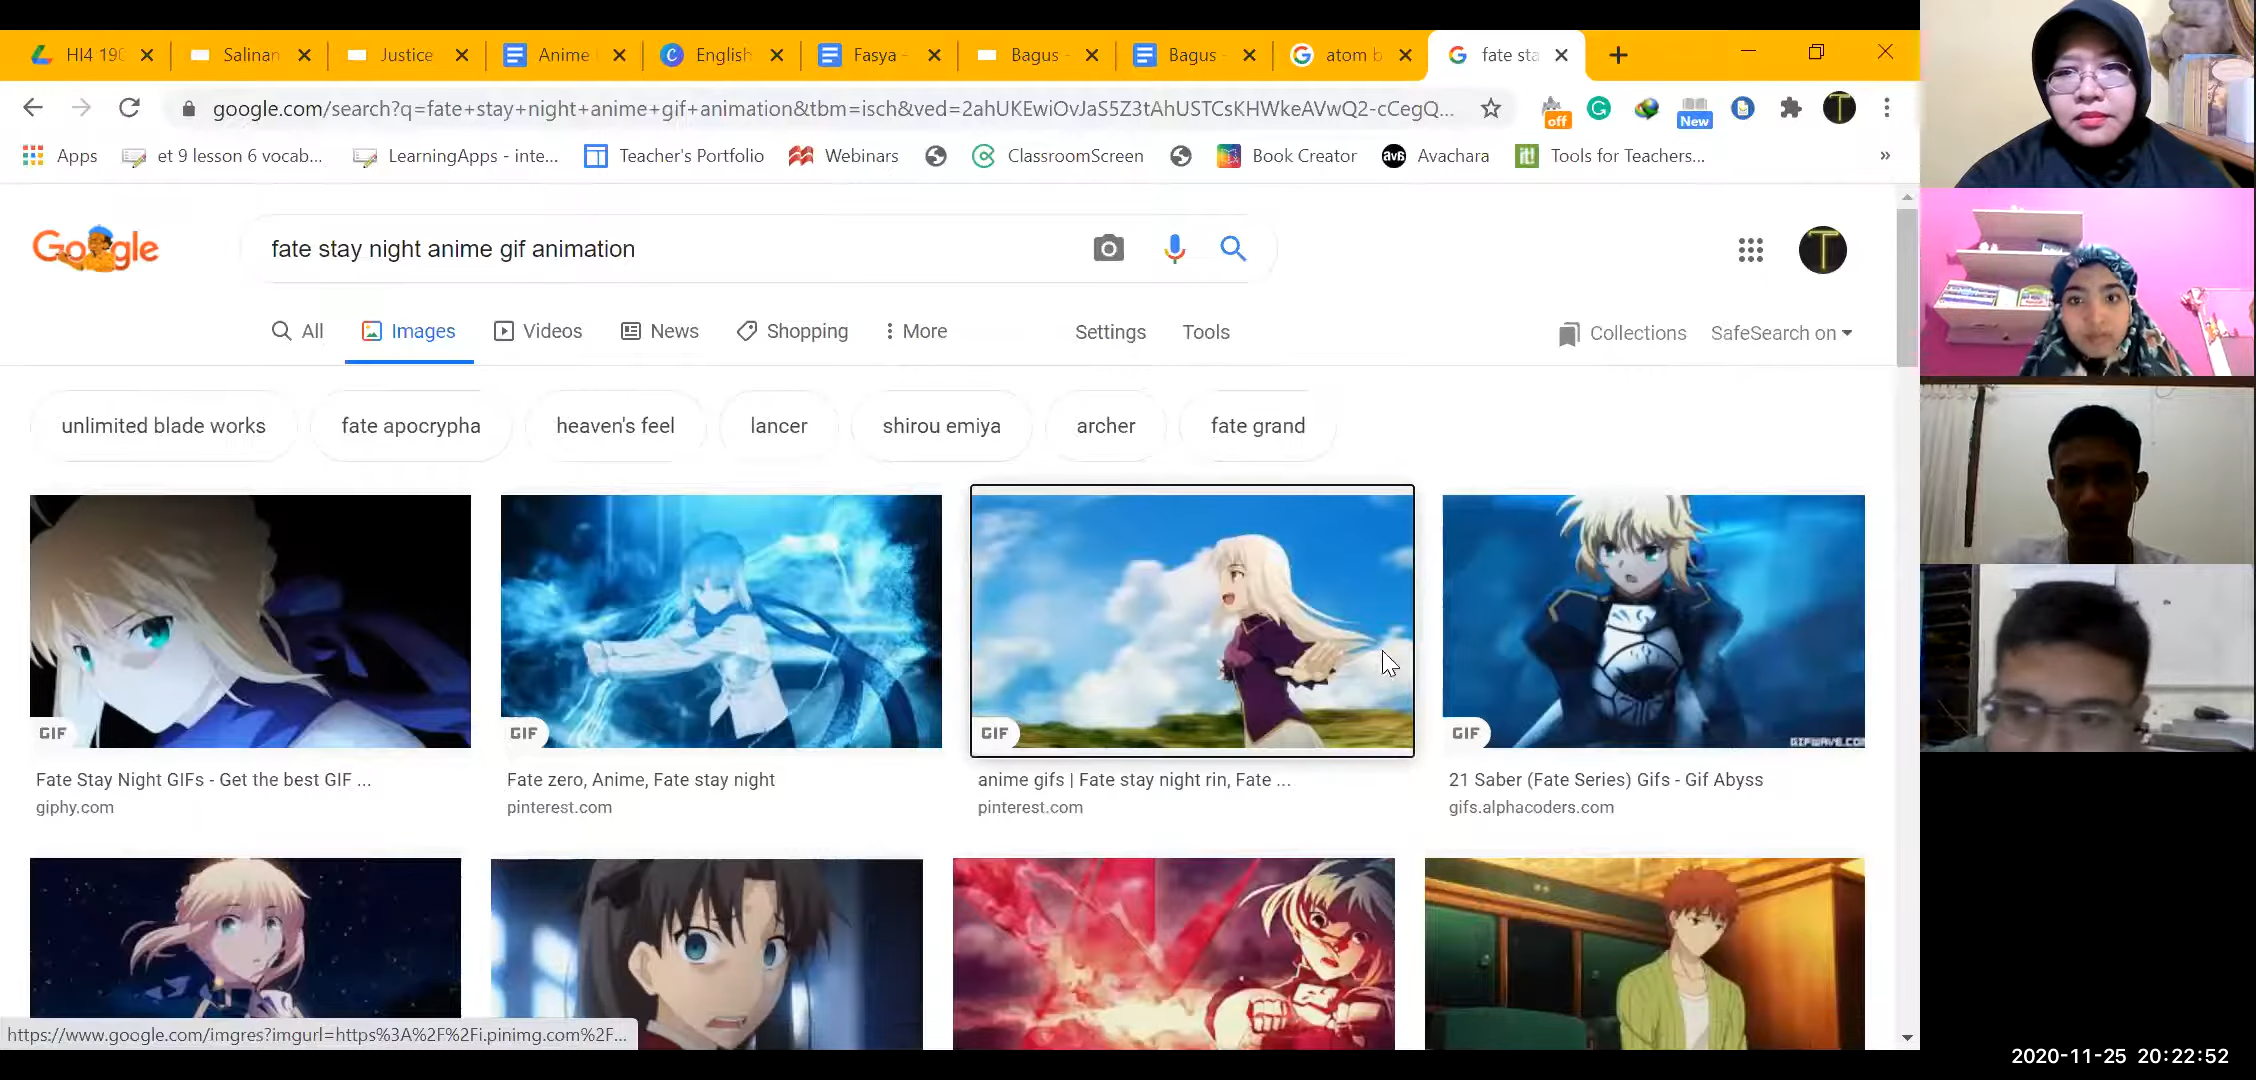 HI4 190
Salinan
Justice
Anime
English
Fasya -
Bagus -
Bagus -
atom b
fate sta
google.com/search?q=fate+stay+night+anime+gif+animation&tbm=isch&ved=2ahUKEwiOvJaS5Z3tAhUSTCsKHWkeAVwQ2-cCegQ...
off
New
T
Apps
et 9 lesson 6 vocab...
LearningApps - inte...
Teacher's Portfolio
Webinars
ClassroomScreen
Book Creator
ava
Avachara
it!
Tools for Teachers...
»
Google
fate stay night anime gif animation
T
All
Images
Videos
News
Shopping
More
Settings
Tools
Collections
SafeSearch on
unlimited blade works
fate apocrypha
heaven's feel
lancer
shirou emiya
archer
fate grand
GIF
GIF
GIF
GIF
GIFWAVE.COM
Fate Stay Night GIFs - Get the best GIF ...
giphy.com
Fate zero, Anime, Fate stay night
pinterest.com
anime gifs | Fate stay night rin, Fate ...
pinterest.com
21 Saber (Fate Series) Gifs - Gif Abyss
gifs.alphacoders.com
https://www.google.com/imgres?imgurl=https%3A%2F%2Fi.pinimg.com%2F...
2020-11-25 20:22:52